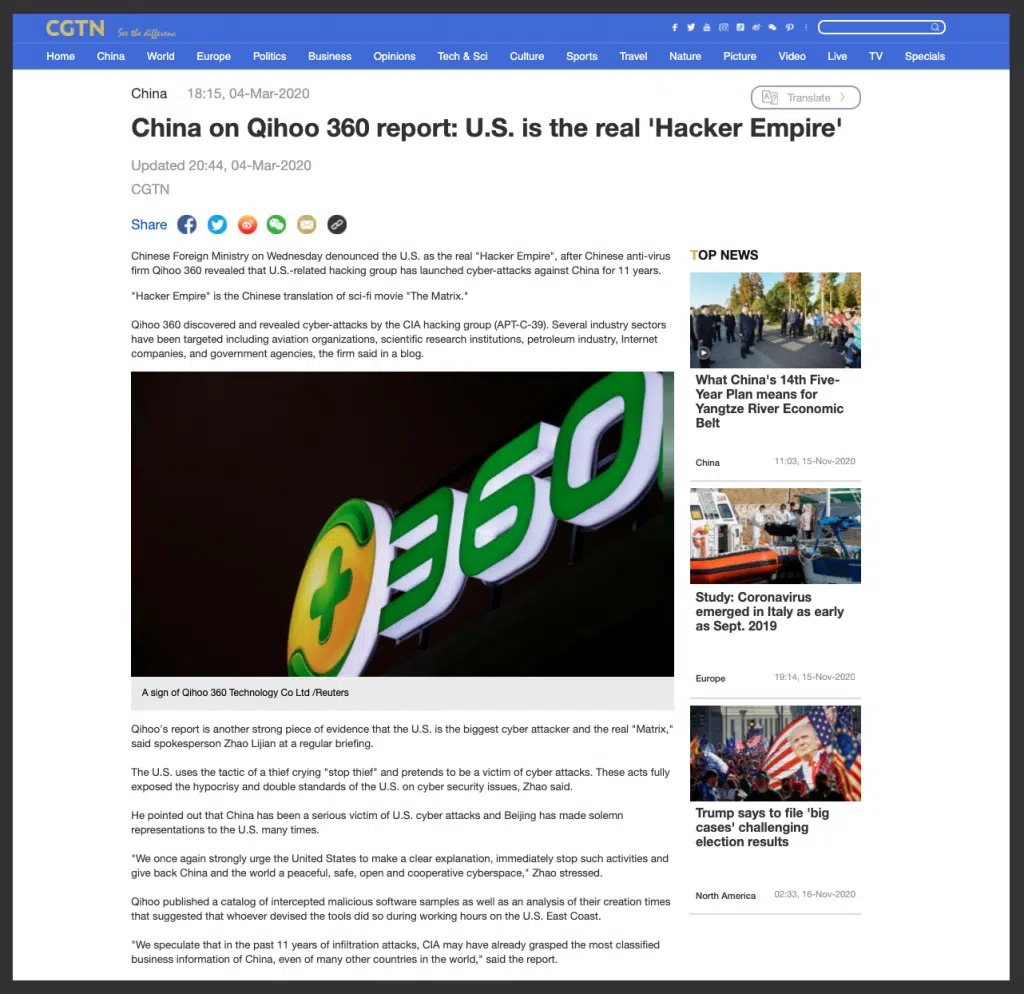 CGTN See the difference
Home China World Europe Politics Business Opinions Tech & Sci Culture Sports Travel Nature Picture Video Live TV Specials
China 18:15, 04-Mar-2020
Translate
China on Qihoo 360 report: U.S. is the real 'Hacker Empire'
Updated 20:44, 04-Mar-2020
CGTN
Share
Chinese Foreign Ministry on Wednesday denounced the U.S. as the real "Hacker Empire", after Chinese anti-virus
firm Qihoo 360 revealed that U.S.-related hacking group has launched cyber-attacks against China for 11 years.
"Hacker Empire" is the Chinese translation of sci-fi movie "The Matrix."
Qihoo 360 discovered and revealed cyber-attacks by the CIA hacking group (APT-C-39). Several industry sectors
have been targeted including aviation organizations, scientific research institutions, petroleum industry, Internet
companies, and government agencies, the firm said in a blog.
360
A sign of Qihoo 360 Technology Co Ltd /Reuters
Qihoo's report is another strong piece of evidence that the U.S. is the biggest cyber attacker and the real "Matrix,"
said spokesperson Zhao Lijian at a regular briefing.
The U.S. uses the tactic of a thief crying "stop thief" and pretends to be a victim of cyber attacks. These acts fully
exposed the hypocrisy and double standards of the U.S. on cyber security issues, Zhao said.
He pointed out that China has been a serious victim of U.S. cyber attacks and Beijing has made solemn
representations to the U.S. many times.
"We once again strongly urge the United States to make a clear explanation, immediately stop such activities and
give back China and the world a peaceful, safe, open and cooperative cyberspace," Zhao stressed.
Qihoo published a catalog of intercepted malicious software samples as well as an analysis of their creation times
that suggested that whoever devised the tools did so during working hours on the U.S. East Coast.
"We speculate that in the past 11 years of infiltration attacks, CIA may have already grasped the most classified
business information of China, even of many other countries in the world," said the report.
TOP NEWS
What China's 14th Five-
Year Plan means for
Yangtze River Economic
Belt
China 11:03, 15-Nov-2020
Study: Coronavirus
emerged in Italy as early
as Sept. 2019
Europe 19:14, 15-Nov-2020
Trump says to file 'big
cases' challenging
election results
North America 02:33, 16-Nov-2020